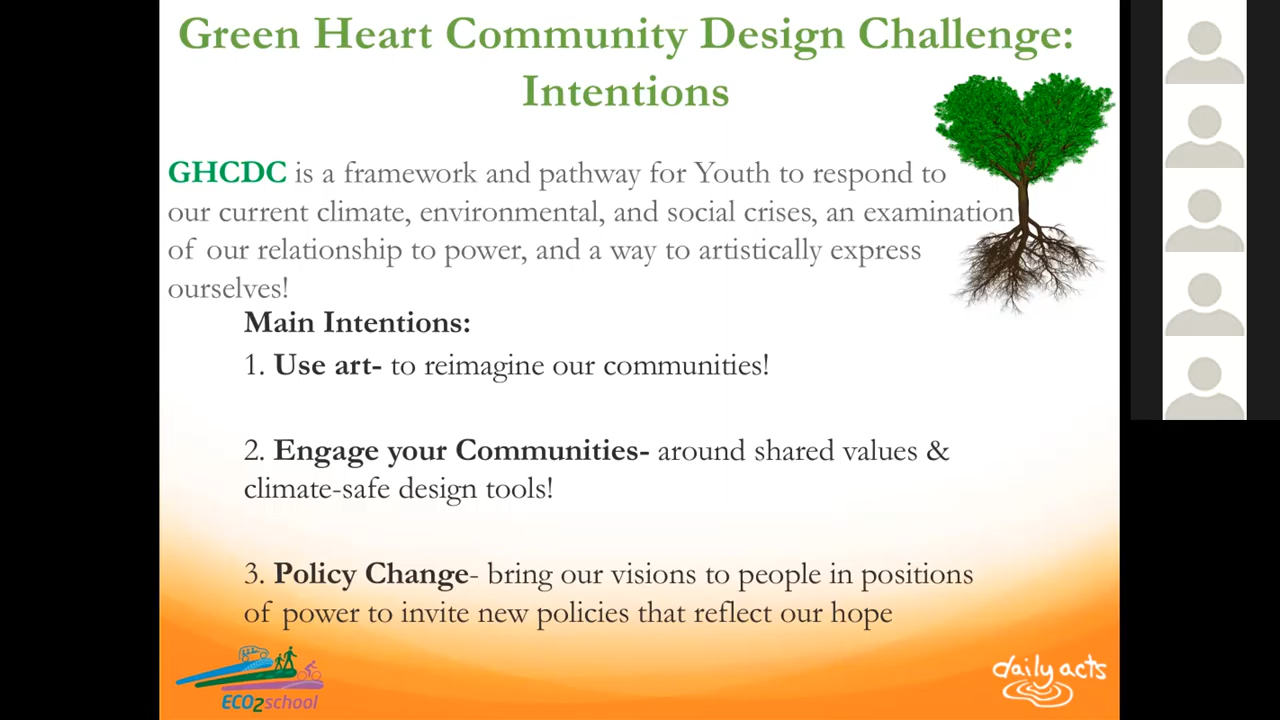 Green Heart Community Design Challenge:
Intentions
GHCDC is a framework and pathway for Youth to respond to
our current climate, environmental, and social crises, an examination
of our relationship to power, and a way to artistically express
ourselves!
Main Intentions:
1. Use art- to reimagine our communities!
2. Engage your Communities- around shared values &
climate-safe design tools!
3. Policy Change- bring our visions to people in positions
of power to invite new policies that reflect our hope
ECO2school
daily acts